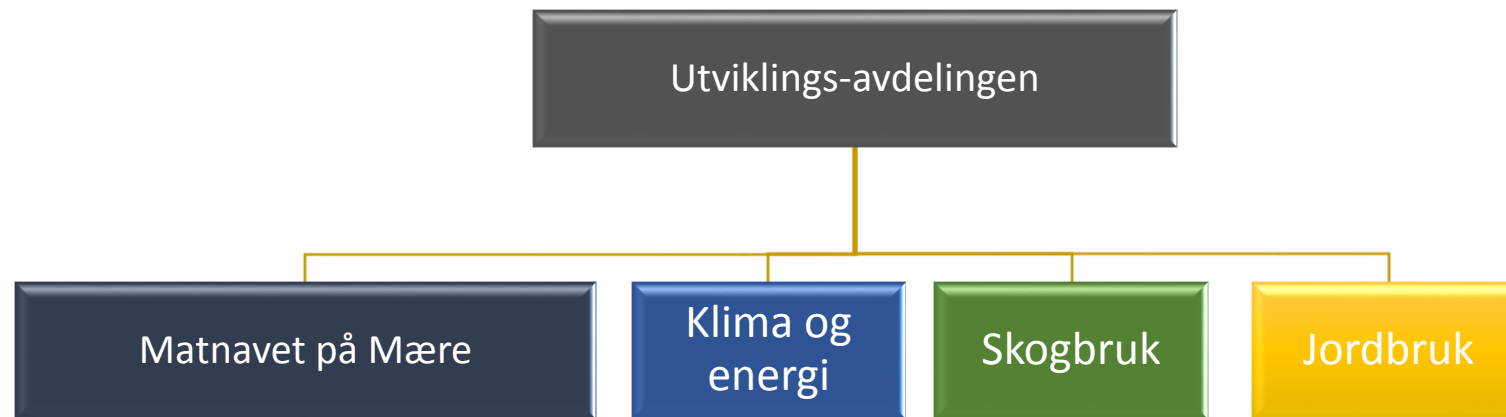 Utviklings-avdelingen
Matnavet på Mære
Klima og
energi
Skogbruk
Jordbruk